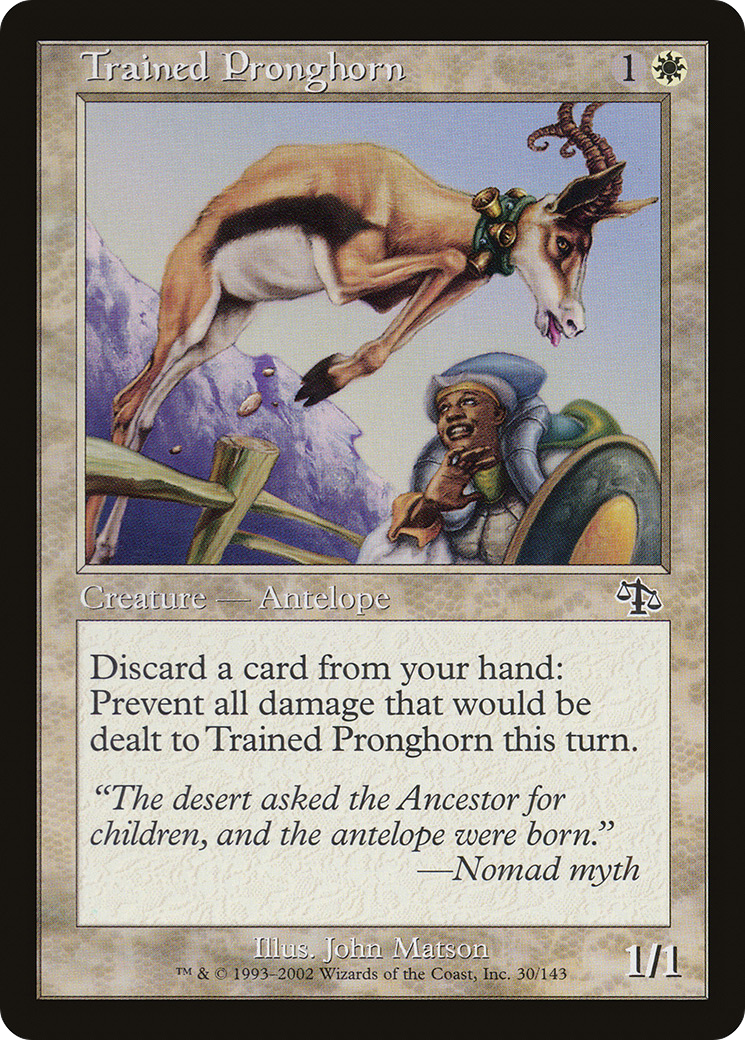 Trained Pronghorn 1
Creature — Antelope
Discard a card from your hand:
Prevent all damage that would be
dealt to Trained Pronghorn this turn.
“The desert asked the Ancestor for
children, and the antelope were born.”
—Nomad myth
Illus. John Matson
™ & © 1993–2002 Wizards of the Coast, Inc. 30/143
1/1